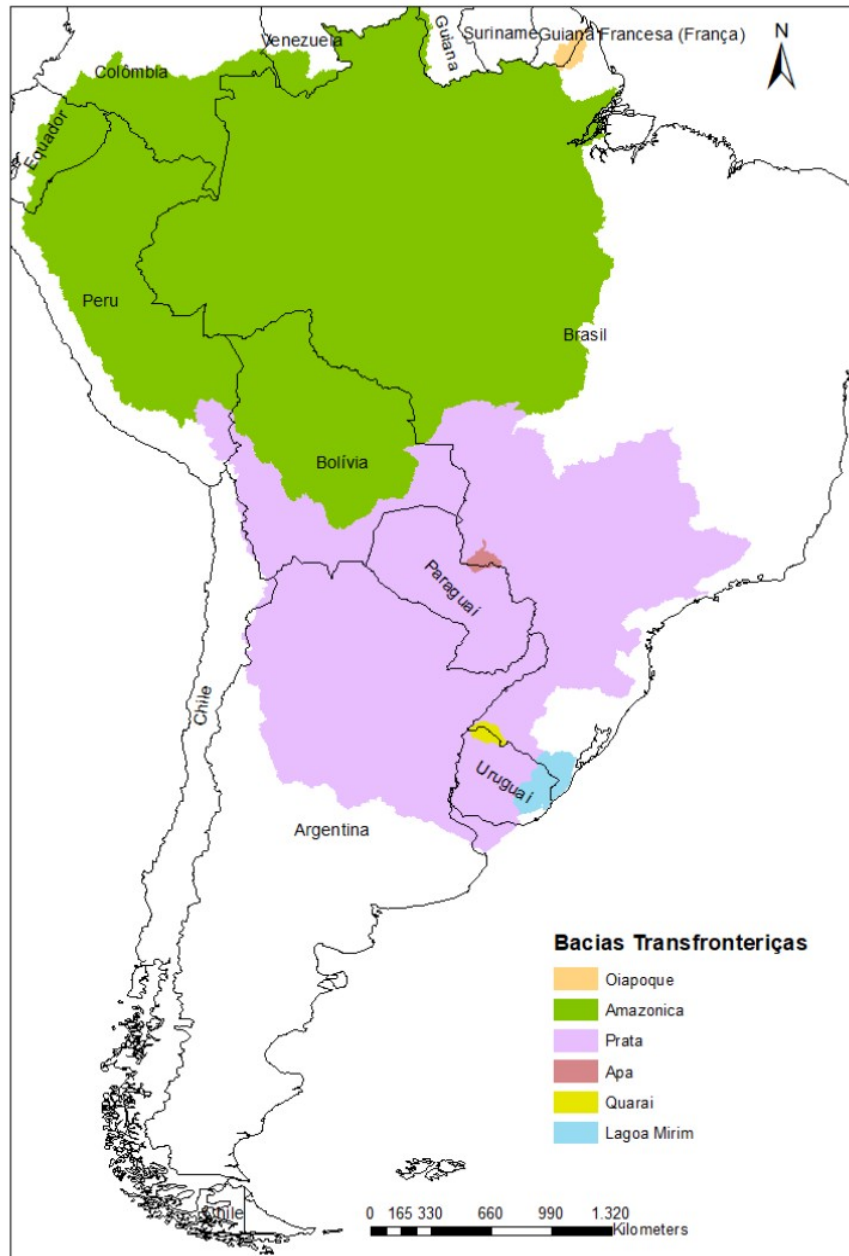 Venezuela
Guiana
Suriname
Guiana Francesa (França)
N
Colômbia
Equador
Peru
Brasil
Bolívia
Paraguai
Chile
Uruguai
Argentina
Bacias Transfronteriças
Oiapoque
Amazonica
Prata
Apa
Quarai
Lagoa Mirim
Chile
0 165 330 660 990 1.320
Kilometers